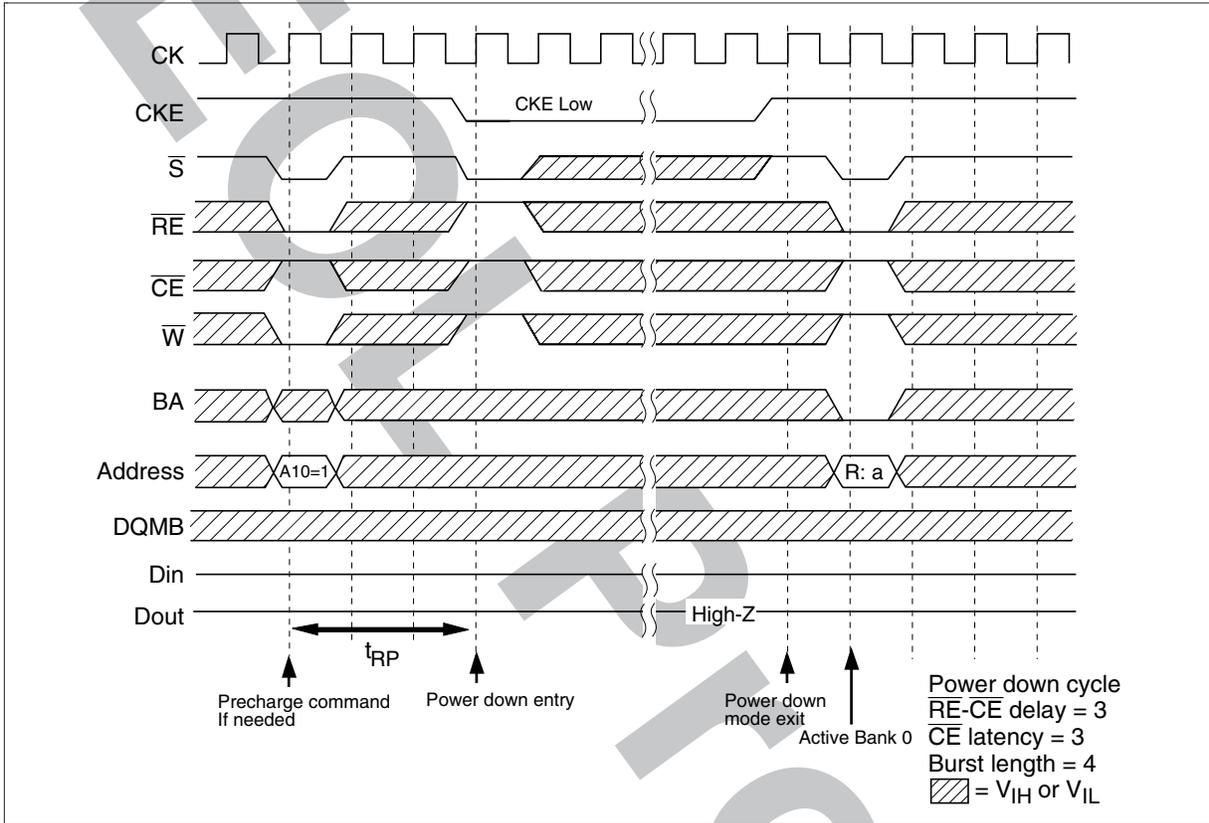 CK
CKE
CKE Low
S
RE
CE
W
BA
Address
A10=1
R: a
DQMB
Din
Dout
High-Z
tRP
Precharge command
If needed
Power down entry
Power down
mode exit
Active Bank 0
Power down cycle
RE-CE delay = 3
CE latency = 3
Burst length = 4
= VIH or VIL